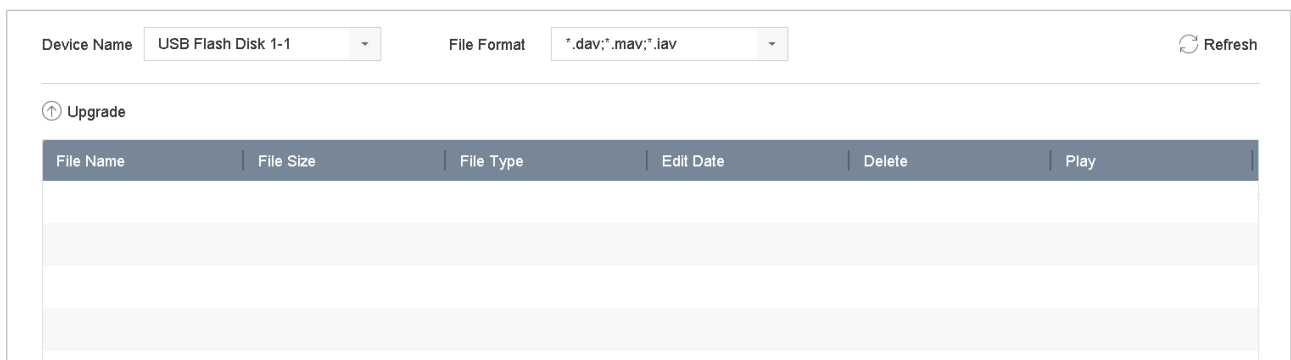 Device Name USB Flash Disk 1-1 File Format *.dav;*.mav;*.iav Refresh
Upgrade
File Name File Size File Type Edit Date Delete Play